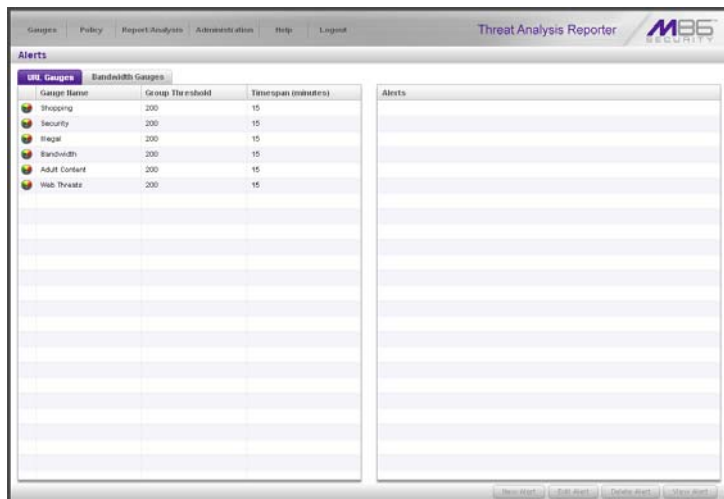 Gauges Policy Report/Analysis Administration Help Logout
Threat Analysis Reporter
M86 SECURITY
Alerts
URL Gauges Bandwidth Gauges
Gauge Name Group Threshold Timespan (minutes)
Shopping 200 15
Security 200 15
Illegal 200 15
Bandwidth 200 15
Adult Content 200 15
Web Threats 200 15
Alerts
New Alert Edit Alert Delete Alert View Alert